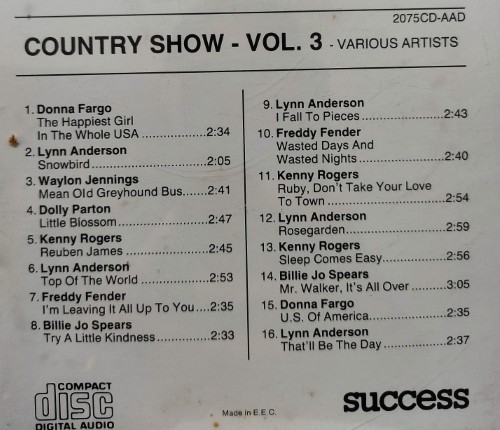 2075CD-AAD
COUNTRY SHOW - VOL. 3 - VARIOUS ARTISTS
1. Donna Fargo
The Happiest Girl
In The Whole USA ................2:34
2. Lynn Anderson
Snowbird............................2:05
3. Waylon Jennings
Mean Old Greyhound Bus.......2:41
4. Dolly Parton
Little Blossom......................2:47
5. Kenny Rogers
Reuben James ....................2:45
6. Lynn Anderson
Top Of The World .................2:53
7. Freddy Fender
I'm Leaving It All Up To You ....2:35
8. Billie Jo Spears
Try A Little Kindness..............2:33
9. Lynn Anderson
I Fall To Pieces .....................2:43
10. Freddy Fender
Wasted Days And
Wasted Nights.....................2:40
11. Kenny Rogers
Ruby, Don't Take Your Love
To Town .............................2:54
12. Lynn Anderson
Rosegarden.........................2:59
13. Kenny Rogers
Sleep Comes Easy................2:56
14. Billie Jo Spears
Mr. Walker, It's All Over .........3:05
15. Donna Fargo
U.S. Of America...................2:35
16. Lynn Anderson
That'll Be The Day ................2:37
COMPACT
disc
DIGITAL AUDIO
Made in E.E.C.
success